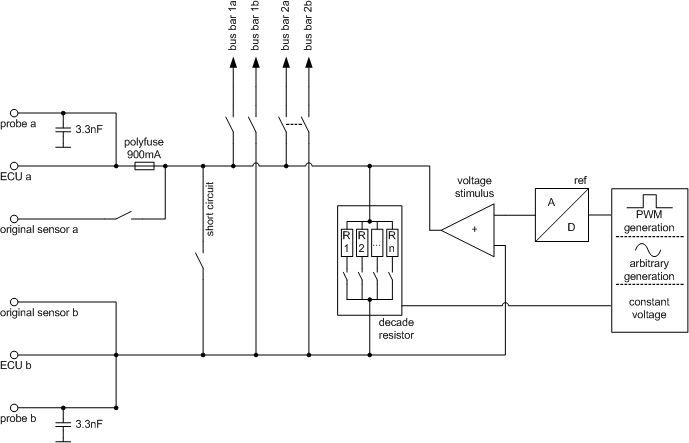 bus bar 1a
bus bar 1b
bus bar 2a
bus bar 2b
probe a
3.3nF
polyfuse
900mA
ECU a
original sensor a
short circuit
voltage
stimulus
+
ref
A
D
PWM
generation
arbitrary
generation
constant
voltage
R
1
R
2
...
R
n
decade
resistor
original sensor b
ECU b
probe b
3.3nF